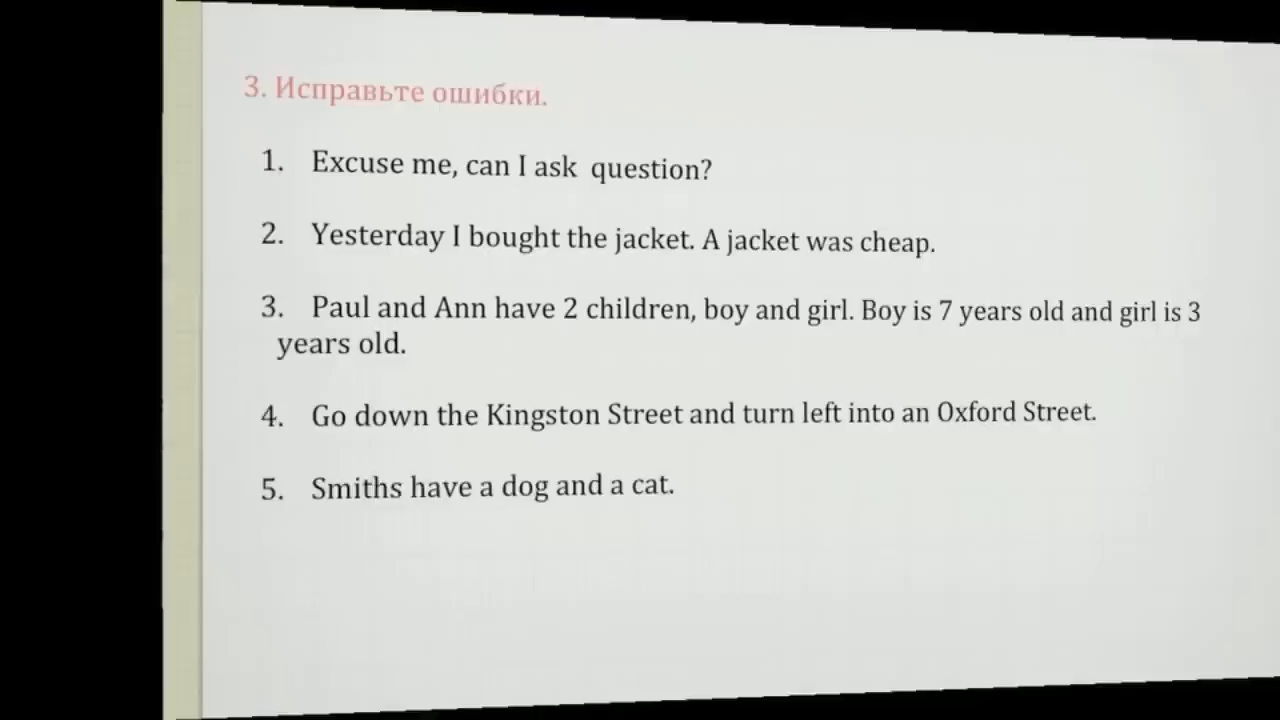 3. Исправьте ошибки.
1. Excuse me, can I ask question?
2. Yesterday I bought the jacket. A jacket was cheap.
3. Paul and Ann have 2 children, boy and girl. Boy is 7 years old and girl is 3
years old.
4. Go down the Kingston Street and turn left into an Oxford Street.
5. Smiths have a dog and a cat.